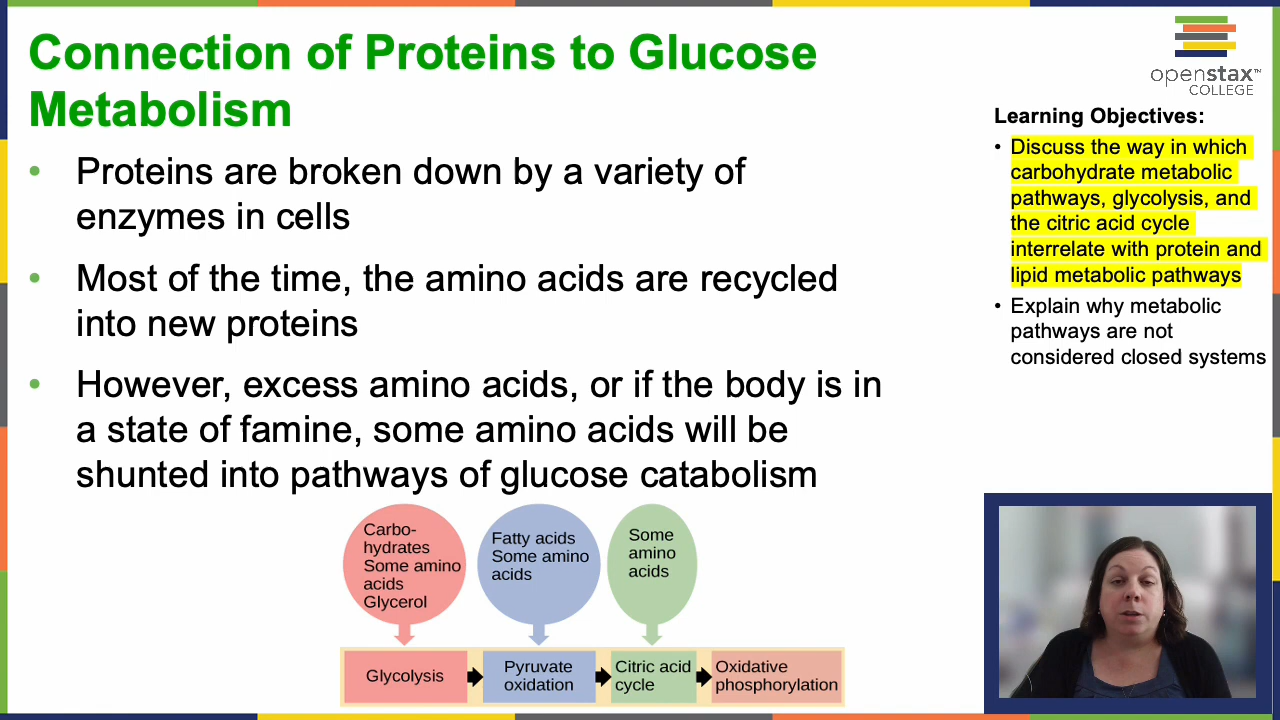 Connection of Proteins to Glucose
Metabolism
• Proteins are broken down by a variety of
enzymes in cells
• Most of the time, the amino acids are recycled
into new proteins
• However, excess amino acids, or if the body is in
a state of famine, some amino acids will be
shunted into pathways of glucose catabolism
Carbo-
hydrates
Some amino
acids
Glycerol
Fatty acids
Some amino
acids
Some
amino
acids
Glycolysis
Pyruvate
oxidation
Citric acid
cycle
Oxidative
phosphorylation
openstax™
COLLEGE
Learning Objectives:
• Discuss the way in which
carbohydrate metabolic
pathways, glycolysis, and
the citric acid cycle
interrelate with protein and
lipid metabolic pathways
• Explain why metabolic
pathways are not
considered closed systems